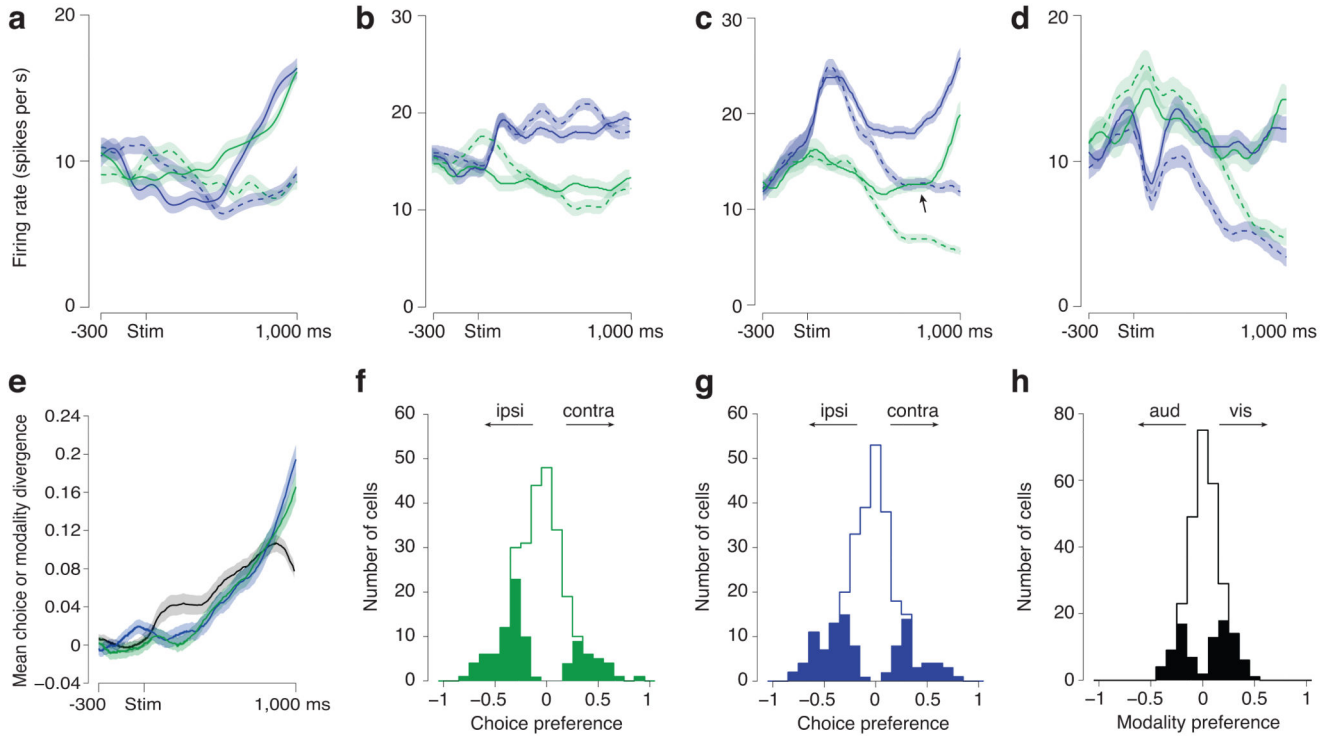 a
b
c
d
Firing rate (spikes per s)
20
10
0
-300 Stim 1,000 ms
30
20
10
0
-300 Stim 1,000 ms
30
20
10
0
-300 Stim 1,000 ms
20
10
0
-300 Stim 1,000 ms
e
f
g
h
Mean choice or modality divergence
0.24
0.20
0.16
0.12
0.08
0.04
0
−0.04
-300 Stim 1,000 ms
ipsi contra
Number of cells
60
50
40
30
20
10
0
−1 −0.5 0 0.5 1
Choice preference
ipsi contra
Number of cells
60
50
40
30
20
10
0
−1 −0.5 0 0.5 1
Choice preference
aud vis
Number of cells
80
60
40
20
0
−1 −0.5 0 0.5 1
Modality preference